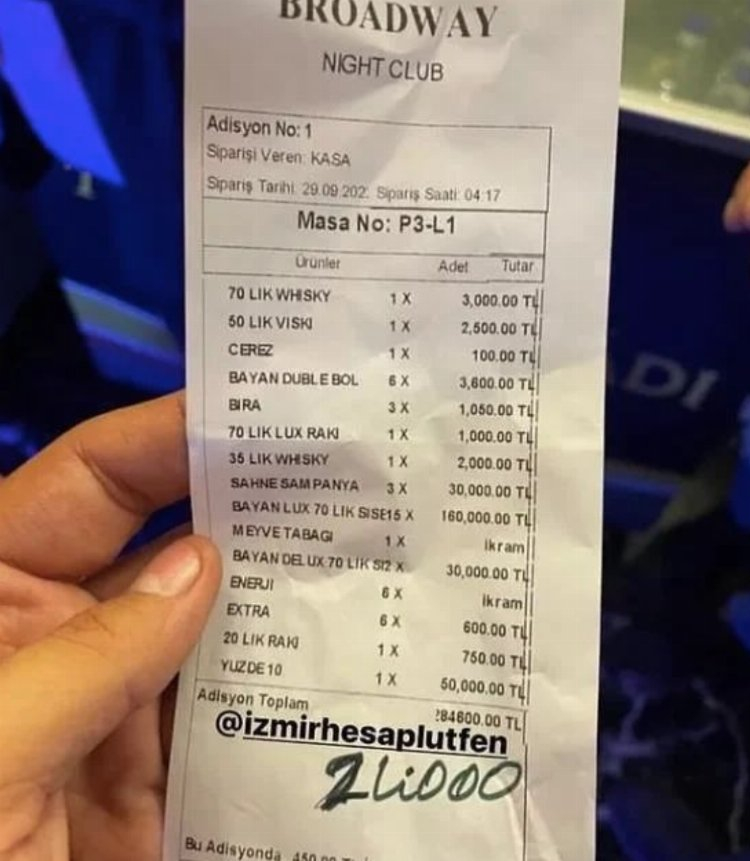 BROADWAY
NIGHT CLUB
Adisyon No: 1
Siparişi Veren: KASA
Sipariş Tarihi: 29.09.202 Sipariş Saati: 04:17
Masa No: P3-L1
Ürünler Adet Tutar
70 LIK WHISKY 1 X 3,000.00 TL
50 LIK VISKI 1 X 2,500.00 TL
CEREZ 1 X 100.00 TL
BAYAN DUBLE BOL 6 X 3,600.00 TL
BIRA 3 X 1,050.00 TL
70 LIK LUX RAKI 1 X 1,000.00 TL
35 LIK WHISKY 1 X 2,000.00 TL
SAHNE SAMPANYA 3 X 30,000.00 TL
BAYAN LUX 70 LIK SISE15 X 160,000.00 TL
MEYVE TABAGI 1 X ikram
BAYAN DELUX 70 LIK SI2 X 30,000.00 TL
ENERJI 6 X ikram
EXTRA 6 X 600.00 TL
20 LIK RAKI 1 X 750.00 TL
YUZDE 10 1 X 50,000.00 TL
Adisyon Toplam 284600.00 TL
@izmirhesaplutfen
Bu Adisyonda 450.00